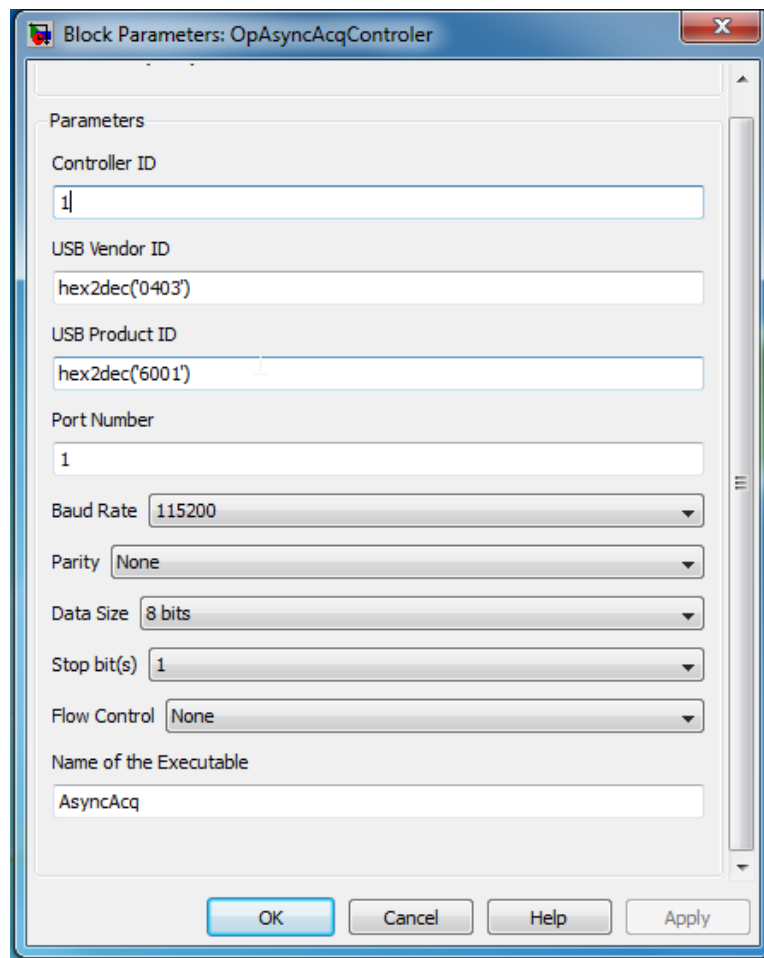 Block Parameters: OpAsyncAcqControler
Parameters
Controller ID
1
USB Vendor ID
hex2dec('0403')
USB Product ID
hex2dec('6001')
Port Number
1
Baud Rate 115200
Parity None
Data Size 8 bits
Stop bit(s) 1
Flow Control None
Name of the Executable
AsyncAcq
OK Cancel Help Apply